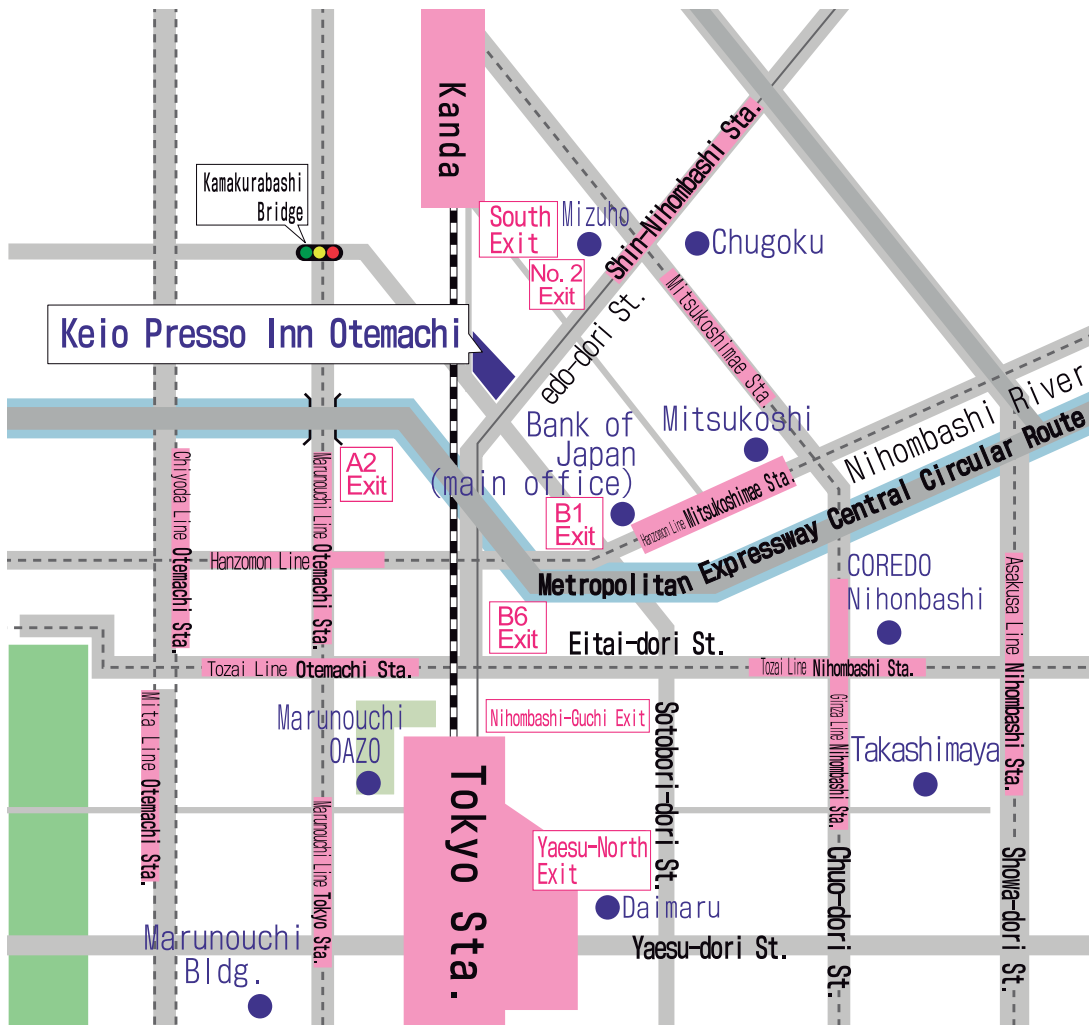 Kanda
Kamakurabashi
Bridge
South
Exit
Mizuho
No. 2
Exit
Shin-Nihombashi Sta.
Chugoku
Keio Presso Inn Otemachi
edo-dori St.
Mitsukoshimae Sta.
Bank of
Japan
(main office)
Mitsukoshi
Nihombashi River
A2
Exit
B1
Exit
Hanzomon Line Mitsukoshimae Sta.
Metropolitan Expressway Central Circular Route
Chiyoda Line Otemachi Sta.
Marunouchi Line Otemachi Sta.
Hanzomon Line
COREDO
Nihonbashi
Asakusa Line Nihombashi Sta.
B6
Exit
Eitai-dori St.
Tozai Line Otemachi Sta.
Tozai Line Nihombashi Sta.
Mita Line Otemachi Sta.
Marunouchi
OAZO
Nihombashi-Guchi Exit
Sotobori-dori St.
Ginza Line Nihombashi Sta.
Takashimaya
Marunouchi Line Tokyo Sta.
Tokyo Sta.
Yaesu-North
Exit
Daimaru
Chuo-dori St.
Showa-dori St.
Marunouchi
Bldg.
Yaesu-dori St.